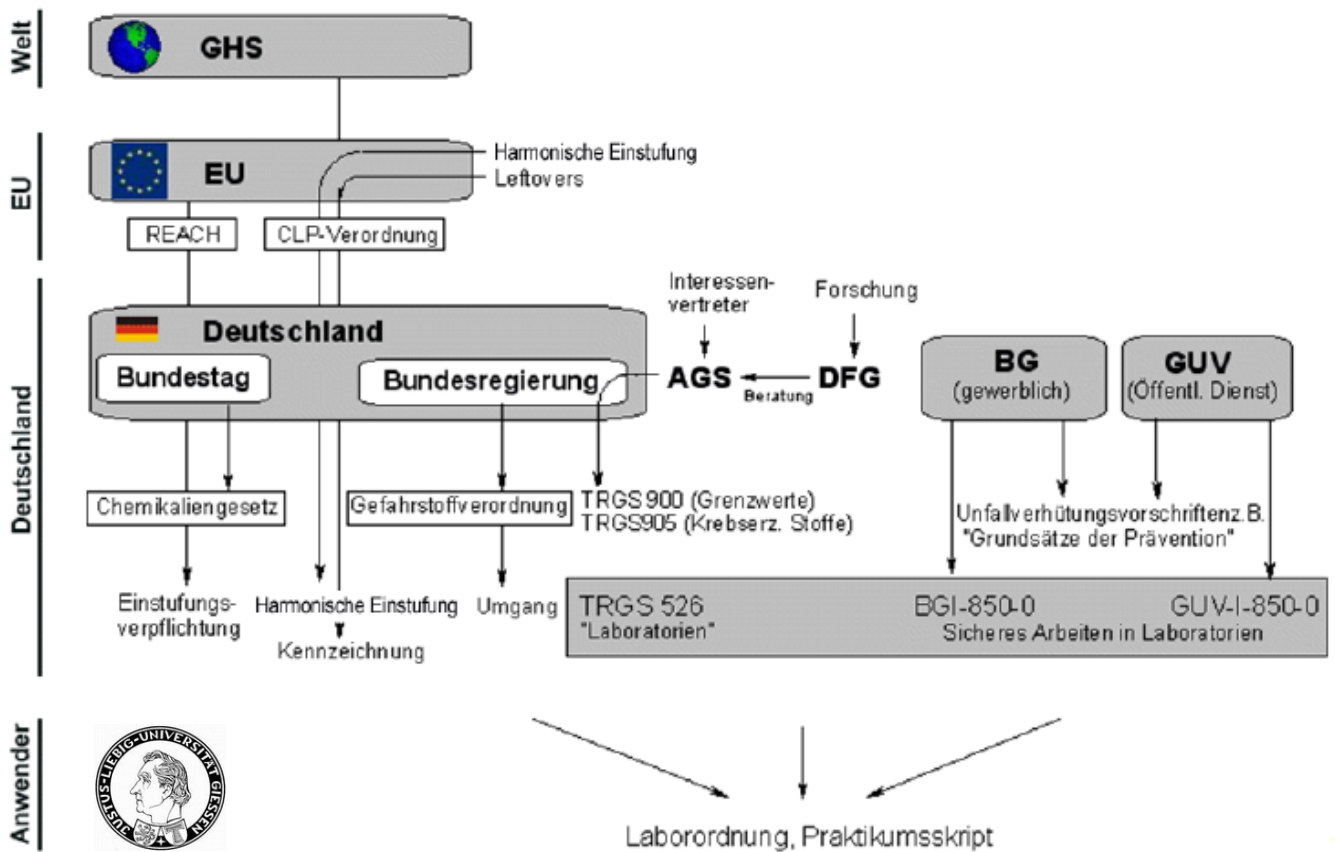 Welt
GHS
EU
EU
Harmonische Einstufung
Leftovers
REACH
CLP-Verordnung
Deutschland
Deutschland
Bundestag
Bundesregierung
Interessen-
vertreter
Forschung
AGS
Beratung
DFG
BG
(gewerblich)
GUV
(Öffentl. Dienst)
Chemikaliengesetz
Gefahrstoffverordnung
TRGS 900 (Grenzwerte)
TRGS905 (Krebserz. Stoffe)
Unfallverhütungsvorschriftenz.B.
"Grundsätze der Prävention"
Einstufungs-
verpflichtung
Harmonische Einstufung
Kennzeichnung
Umgang
TRGS 526
"Laboratorien"
BGI-850-0
GUV-I-850-0
Sicheres Arbeiten in Laboratorien
Anwender
JUSTUS-LIEBIG-UNIVERSITÄT GIESSEN
Laborordnung, Praktikumsskript